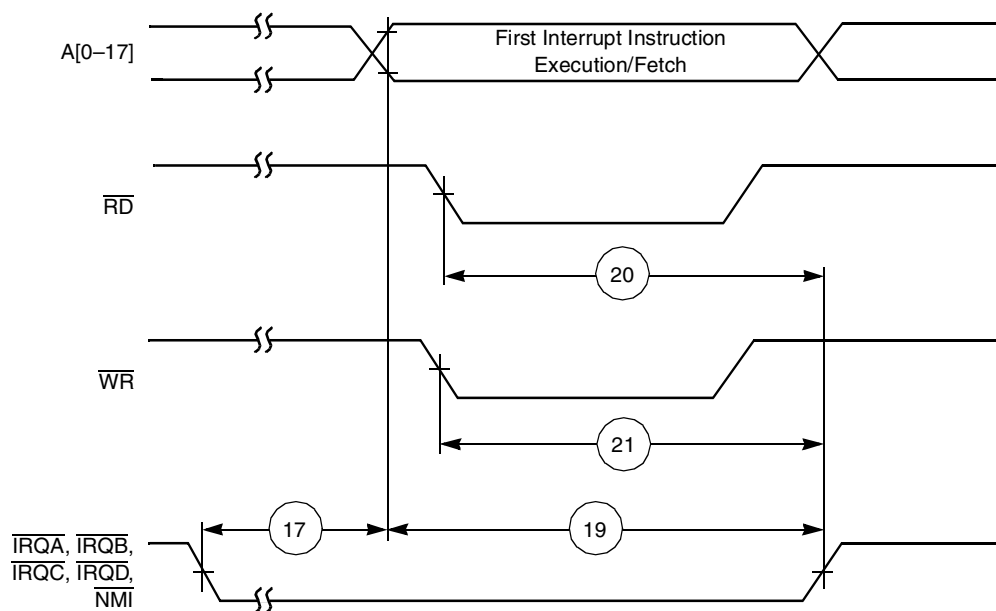 A[0–17]
First Interrupt Instruction
Execution/Fetch
RD
20
WR
21
17
19
IRQA, IRQB,
IRQC, IRQD,
NMI